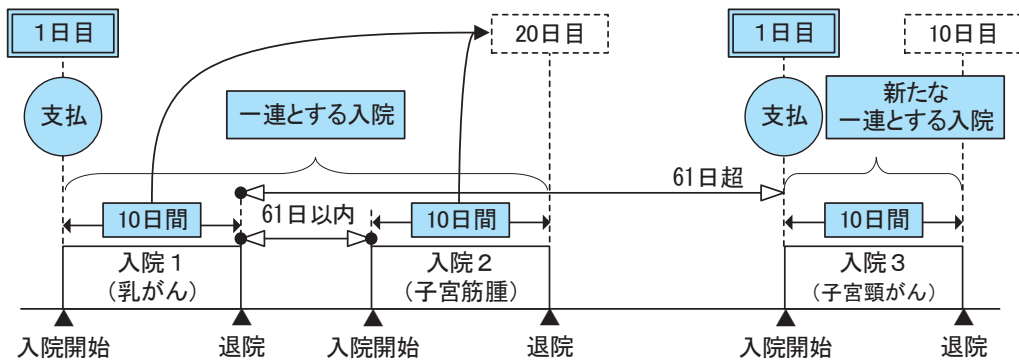 1日目
20日目
1日目
10日目
支払
一連とする入院
支払
新たな
一連とする入院
61日超
10日間
61日以内
10日間
10日間
入院1
(乳がん)
入院2
(子宮筋腫)
入院3
(子宮頸がん)
入院開始
退院
入院開始
退院
入院開始
退院